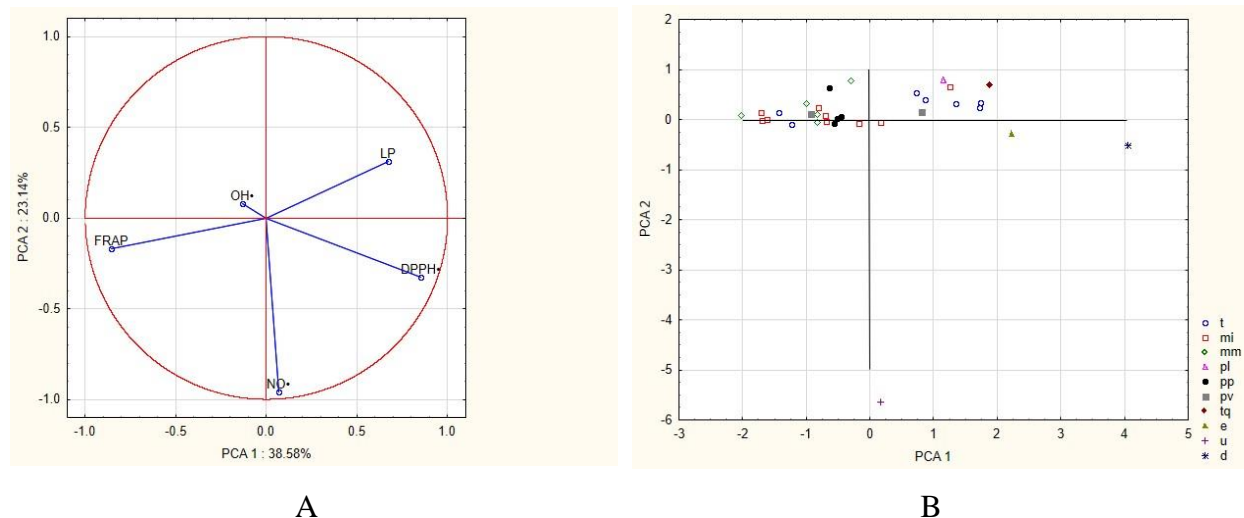 1.0
0.5
0.0
-0.5
-1.0
PCA 2 : 23.14%
LP
OH•
FRAP
DPPH•
NO•
-1.0 -0.5 0.0 0.5 1.0
PCA 1 : 38.58%
A
2
1
0
-1
-2
-3
-4
-5
-6
PCA 2
-3 -2 -1 0 1 2 3 4 5
PCA 1
t
mi
mm
pl
pp
pv
tq
e
u
d
B